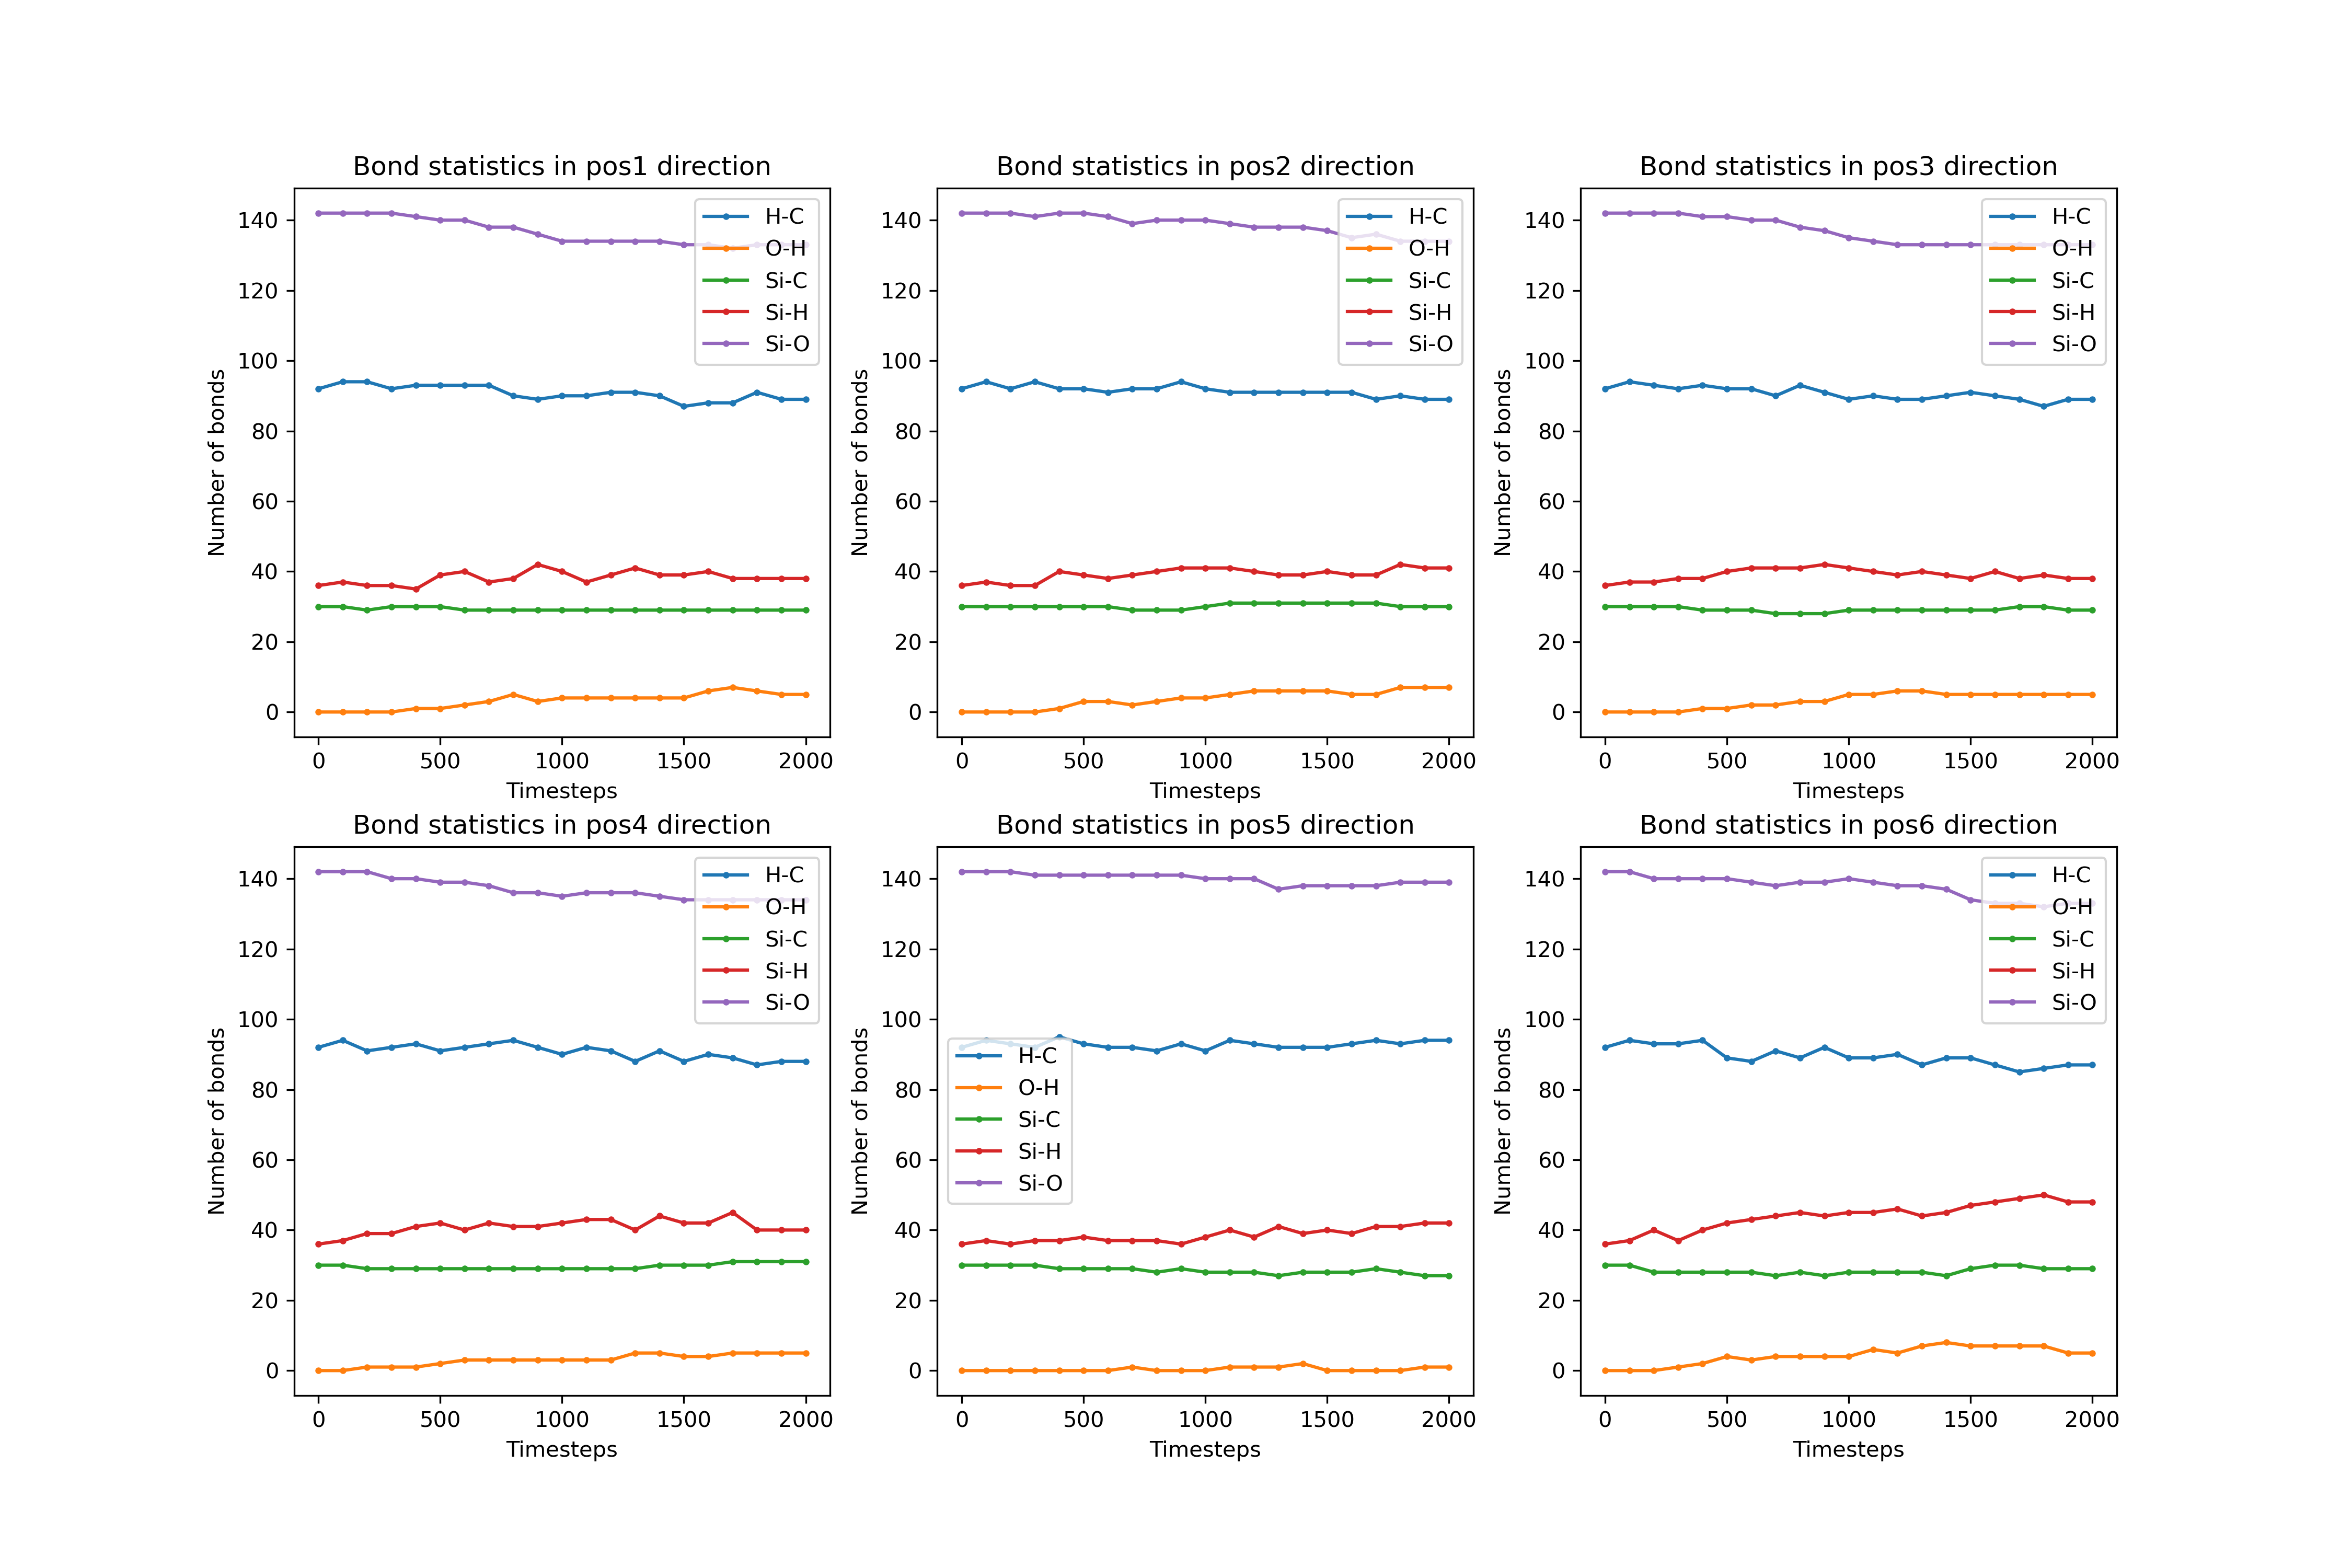 Bond statistics in pos1 direction
Number of bonds
140
120
100
80
60
40
20
0
H-C
O-H
Si-C
Si-H
Si-O
0 500 1000 1500 2000
Timesteps
Bond statistics in pos2 direction
Number of bonds
140
120
100
80
60
40
20
0
H-C
O-H
Si-C
Si-H
Si-O
0 500 1000 1500 2000
Timesteps
Bond statistics in pos3 direction
Number of bonds
140
120
100
80
60
40
20
0
H-C
O-H
Si-C
Si-H
Si-O
0 500 1000 1500 2000
Timesteps
Bond statistics in pos4 direction
Number of bonds
140
120
100
80
60
40
20
0
H-C
O-H
Si-C
Si-H
Si-O
0 500 1000 1500 2000
Timesteps
Bond statistics in pos5 direction
Number of bonds
140
120
100
80
60
40
20
0
H-C
O-H
Si-C
Si-H
Si-O
0 500 1000 1500 2000
Timesteps
Bond statistics in pos6 direction
Number of bonds
140
120
100
80
60
40
20
0
H-C
O-H
Si-C
Si-H
Si-O
0 500 1000 1500 2000
Timesteps